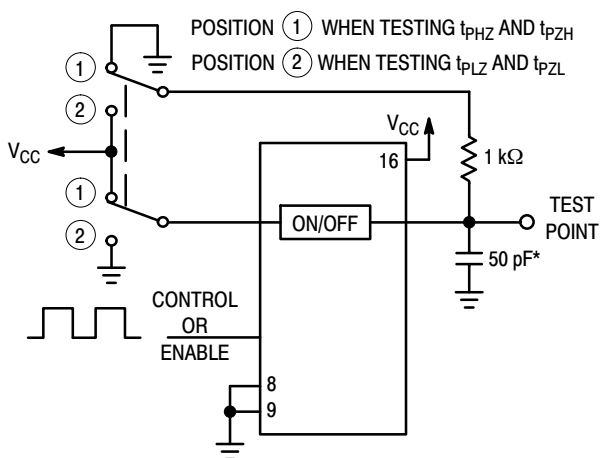 POSITION 1 WHEN TESTING tPHZ AND tPZH
POSITION 2 WHEN TESTING tPLZ AND tPZL
1
2
VCC
1
2
VCC
16
1 kΩ
ON/OFF
TEST
POINT
50 pF*
CONTROL
OR
ENABLE
8
9